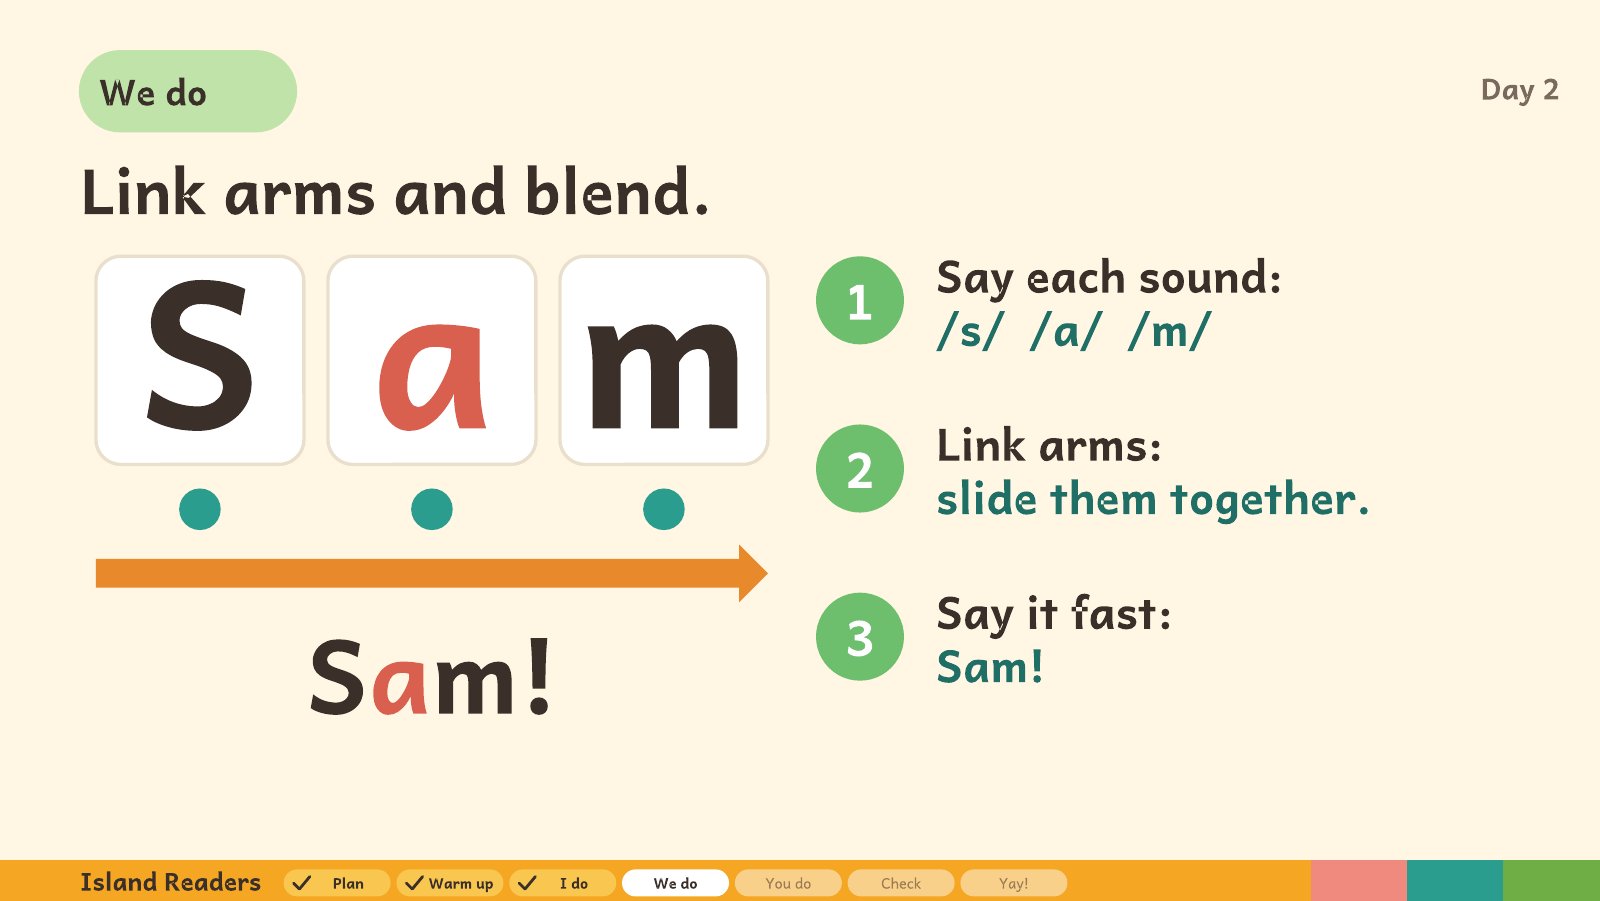 We do
Day 2
Link arms and blend.
S a m
Sam!
1
Say each sound:
/s/ /a/ /m/
2
Link arms:
slide them together.
3
Say it fast:
Sam!
Island Readers
Plan
Warm up
I do
We do
You do
Check
Yay!